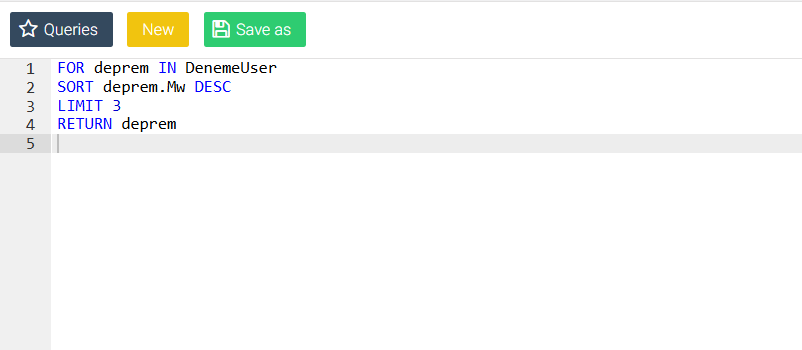 Queries New Save as
1 FOR deprem IN DenemeUser
2 SORT deprem.Mw DESC
3 LIMIT 3
4 RETURN deprem
5